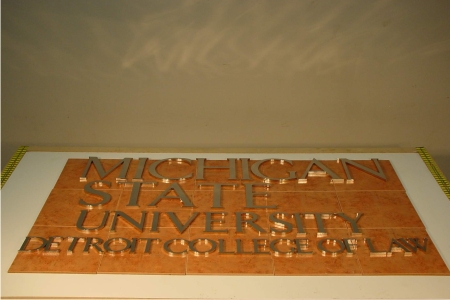 MICHIGAN
STATE
UNIVERSITY
DETROIT COLLEGE OF LAW